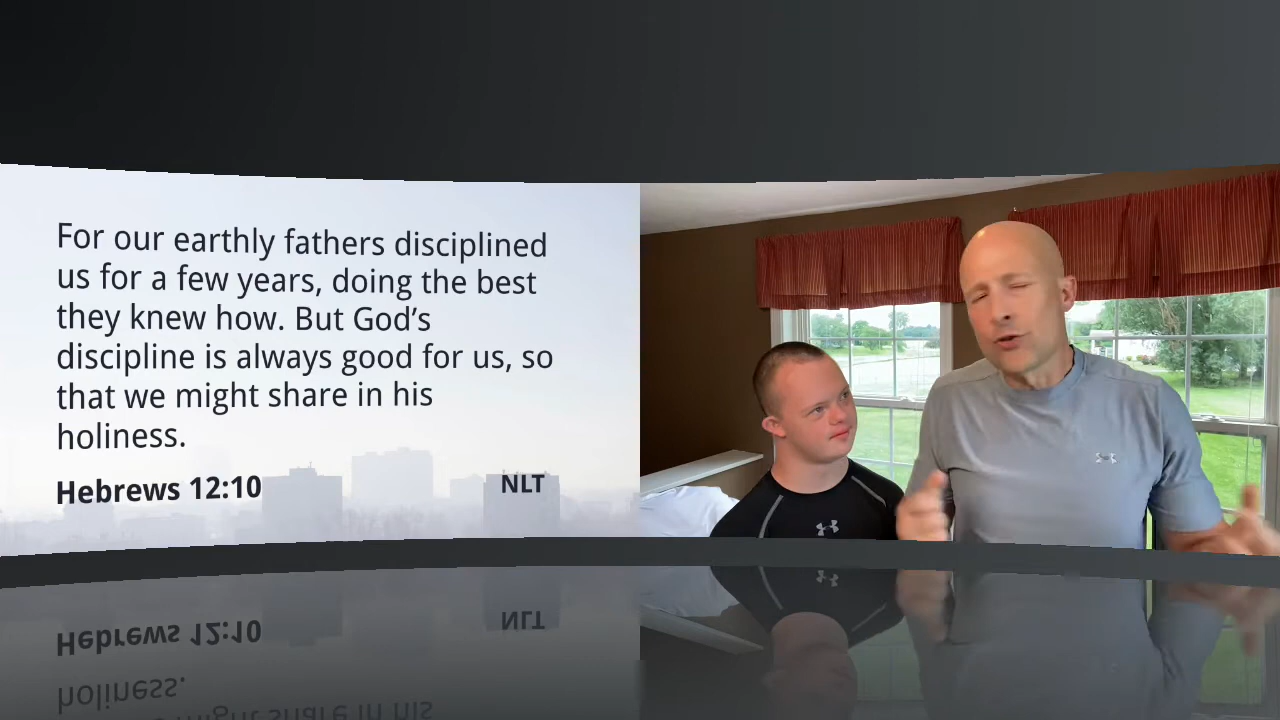 For our earthly fathers disciplined
us for a few years, doing the best
they knew how. But God’s
discipline is always good for us, so
that we might share in his
holiness.
Hebrews 12:10 NLT